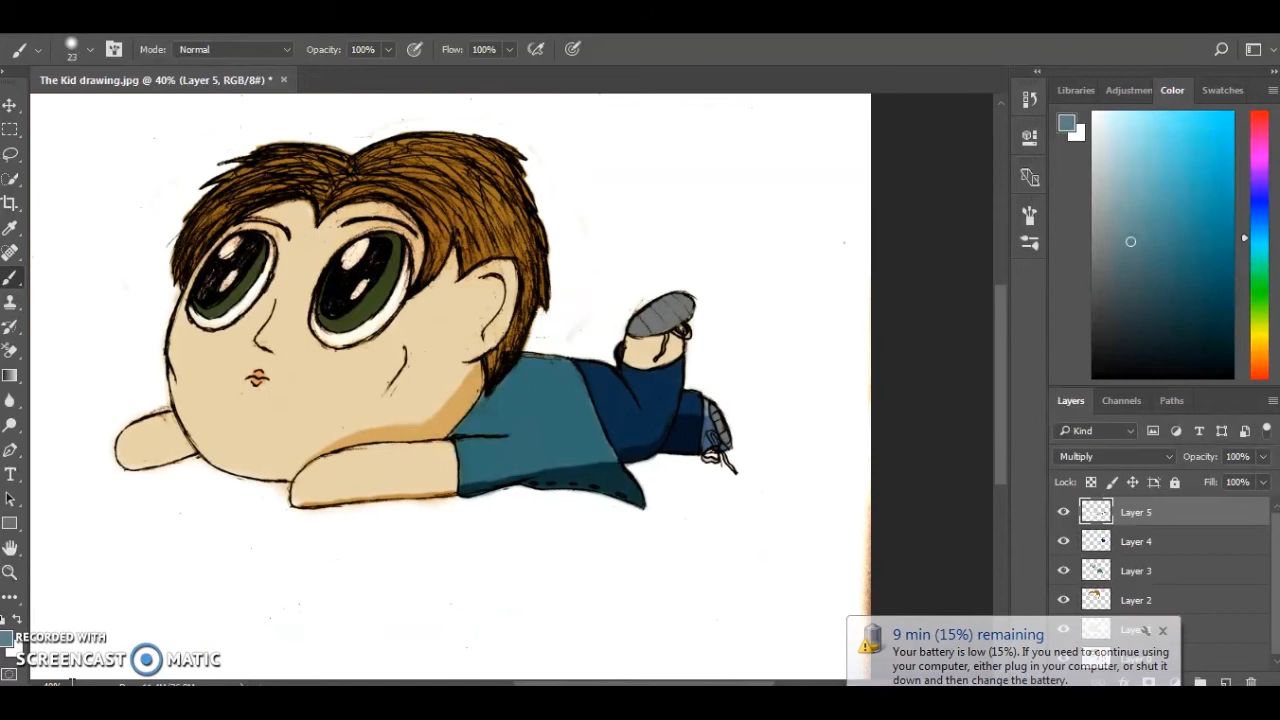 23
Mode: Normal
Opacity: 100%
Flow: 100%
The Kid drawing.jpg @ 40% (Layer 5, RGB/8#) *
Libraries
Adjustmen
Color
Swatches
Layers
Channels
Paths
Kind
Multiply
Opacity: 100%
Lock:
Fill: 100%
Layer 5
Layer 4
Layer 3
Layer 2
9 min (15%) remaining
Your battery is low (15%). If you need to continue using
your computer, either plug in your computer, or shut it
down and then change the battery.
RECORDED WITH
SCREENCAST MATIC